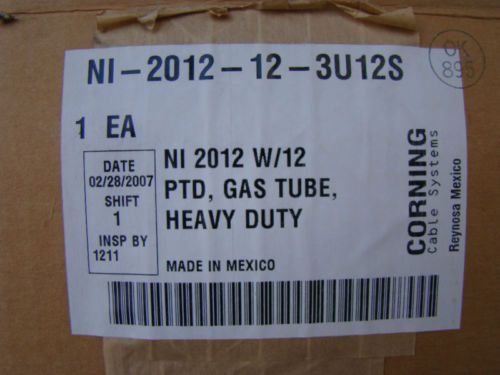 NI-2012-12-3U12S
OK
895
1 EA
DATE
02/28/2007
SHIFT
1
INSP BY
1211
NI 2012 W/12
PTD, GAS TUBE,
HEAVY DUTY
MADE IN MEXICO
CORNING
Cable Systems
Reynosa Mexico